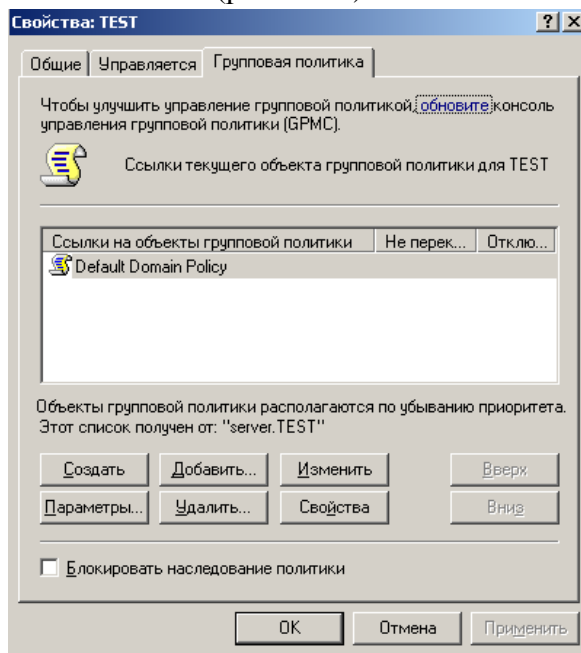 Свойства: TEST
Общие Управляется Групповая политика
Чтобы улучшить управление групповой политикой, обновите консоль
управления групповой политики (GPMC).
Ссылки текущего объекта групповой политики для TEST
Ссылки на объекты групповой политики Не перек... Отклю...
Default Domain Policy
Объекты групповой политики располагаются по убыванию приоритета.
Этот список получен от: "server.TEST"
Создать Добавить... Изменить Вверх
Параметры... Удалить... Свойства Вниз
Блокировать наследование политики
OK Отмена Применить